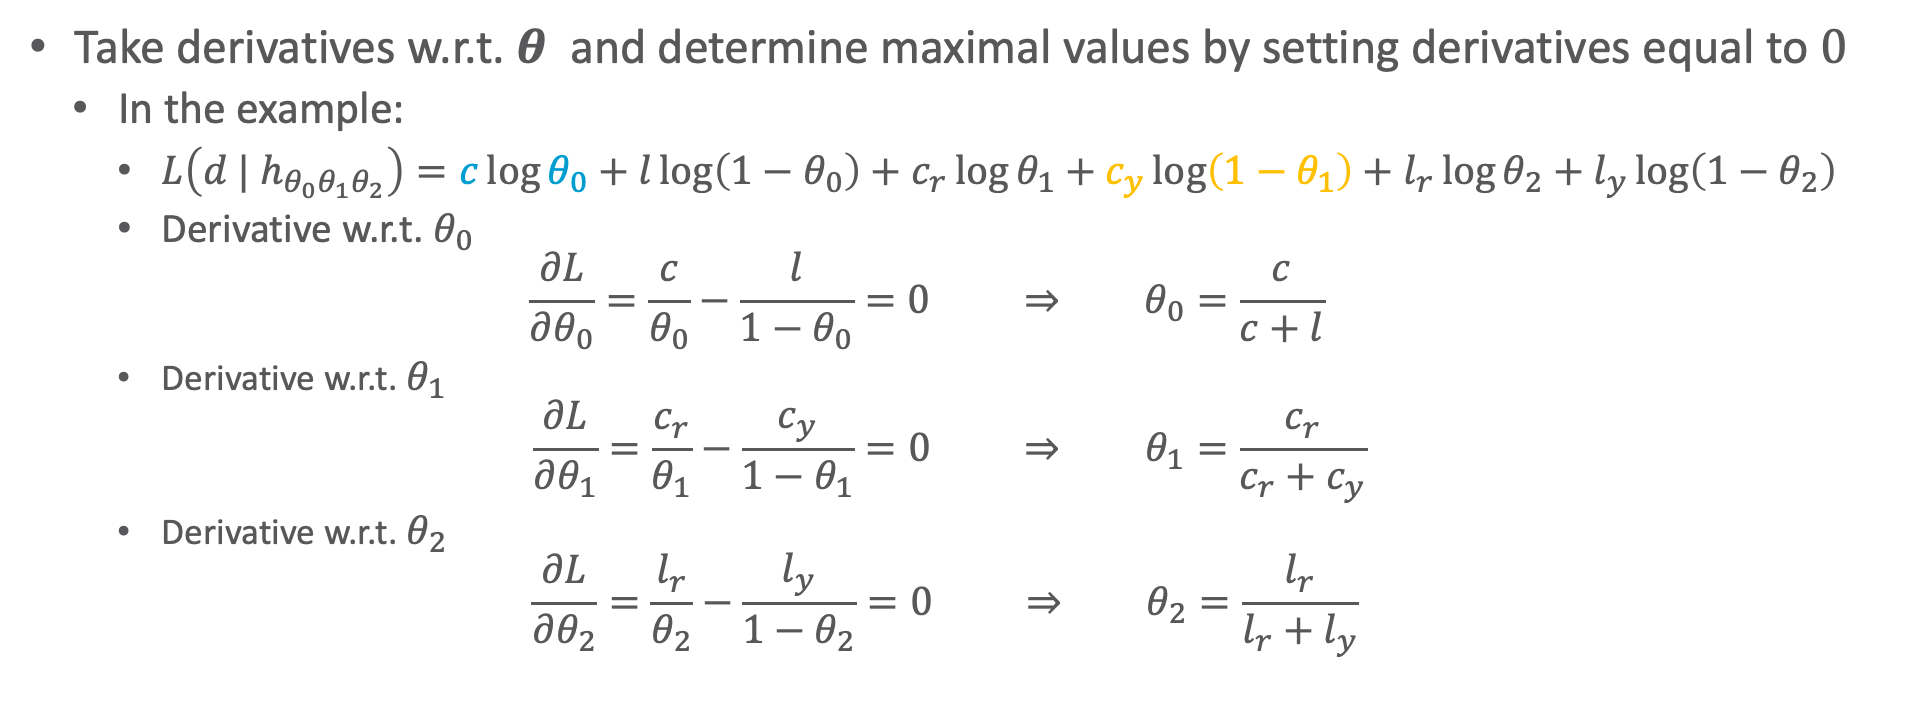 • Take derivatives w.r.t. 𝜽 and determine maximal values by setting derivatives equal to 0
• In the example:
• L(d | h_{θ₀θ₁θ₂}) = c log θ₀ + l log(1 − θ₀) + c_r log θ₁ + c_y log(1 − θ₁) + l_r log θ₂ + l_y log(1 − θ₂)
• Derivative w.r.t. θ₀
∂L/∂θ₀ = c/θ₀ − l/(1 − θ₀) = 0 ⇒ θ₀ = c/(c + l)
• Derivative w.r.t. θ₁
∂L/∂θ₁ = c_r/θ₁ − c_y/(1 − θ₁) = 0 ⇒ θ₁ = c_r/(c_r + c_y)
• Derivative w.r.t. θ₂
∂L/∂θ₂ = l_r/θ₂ − l_y/(1 − θ₂) = 0 ⇒ θ₂ = l_r/(l_r + l_y)